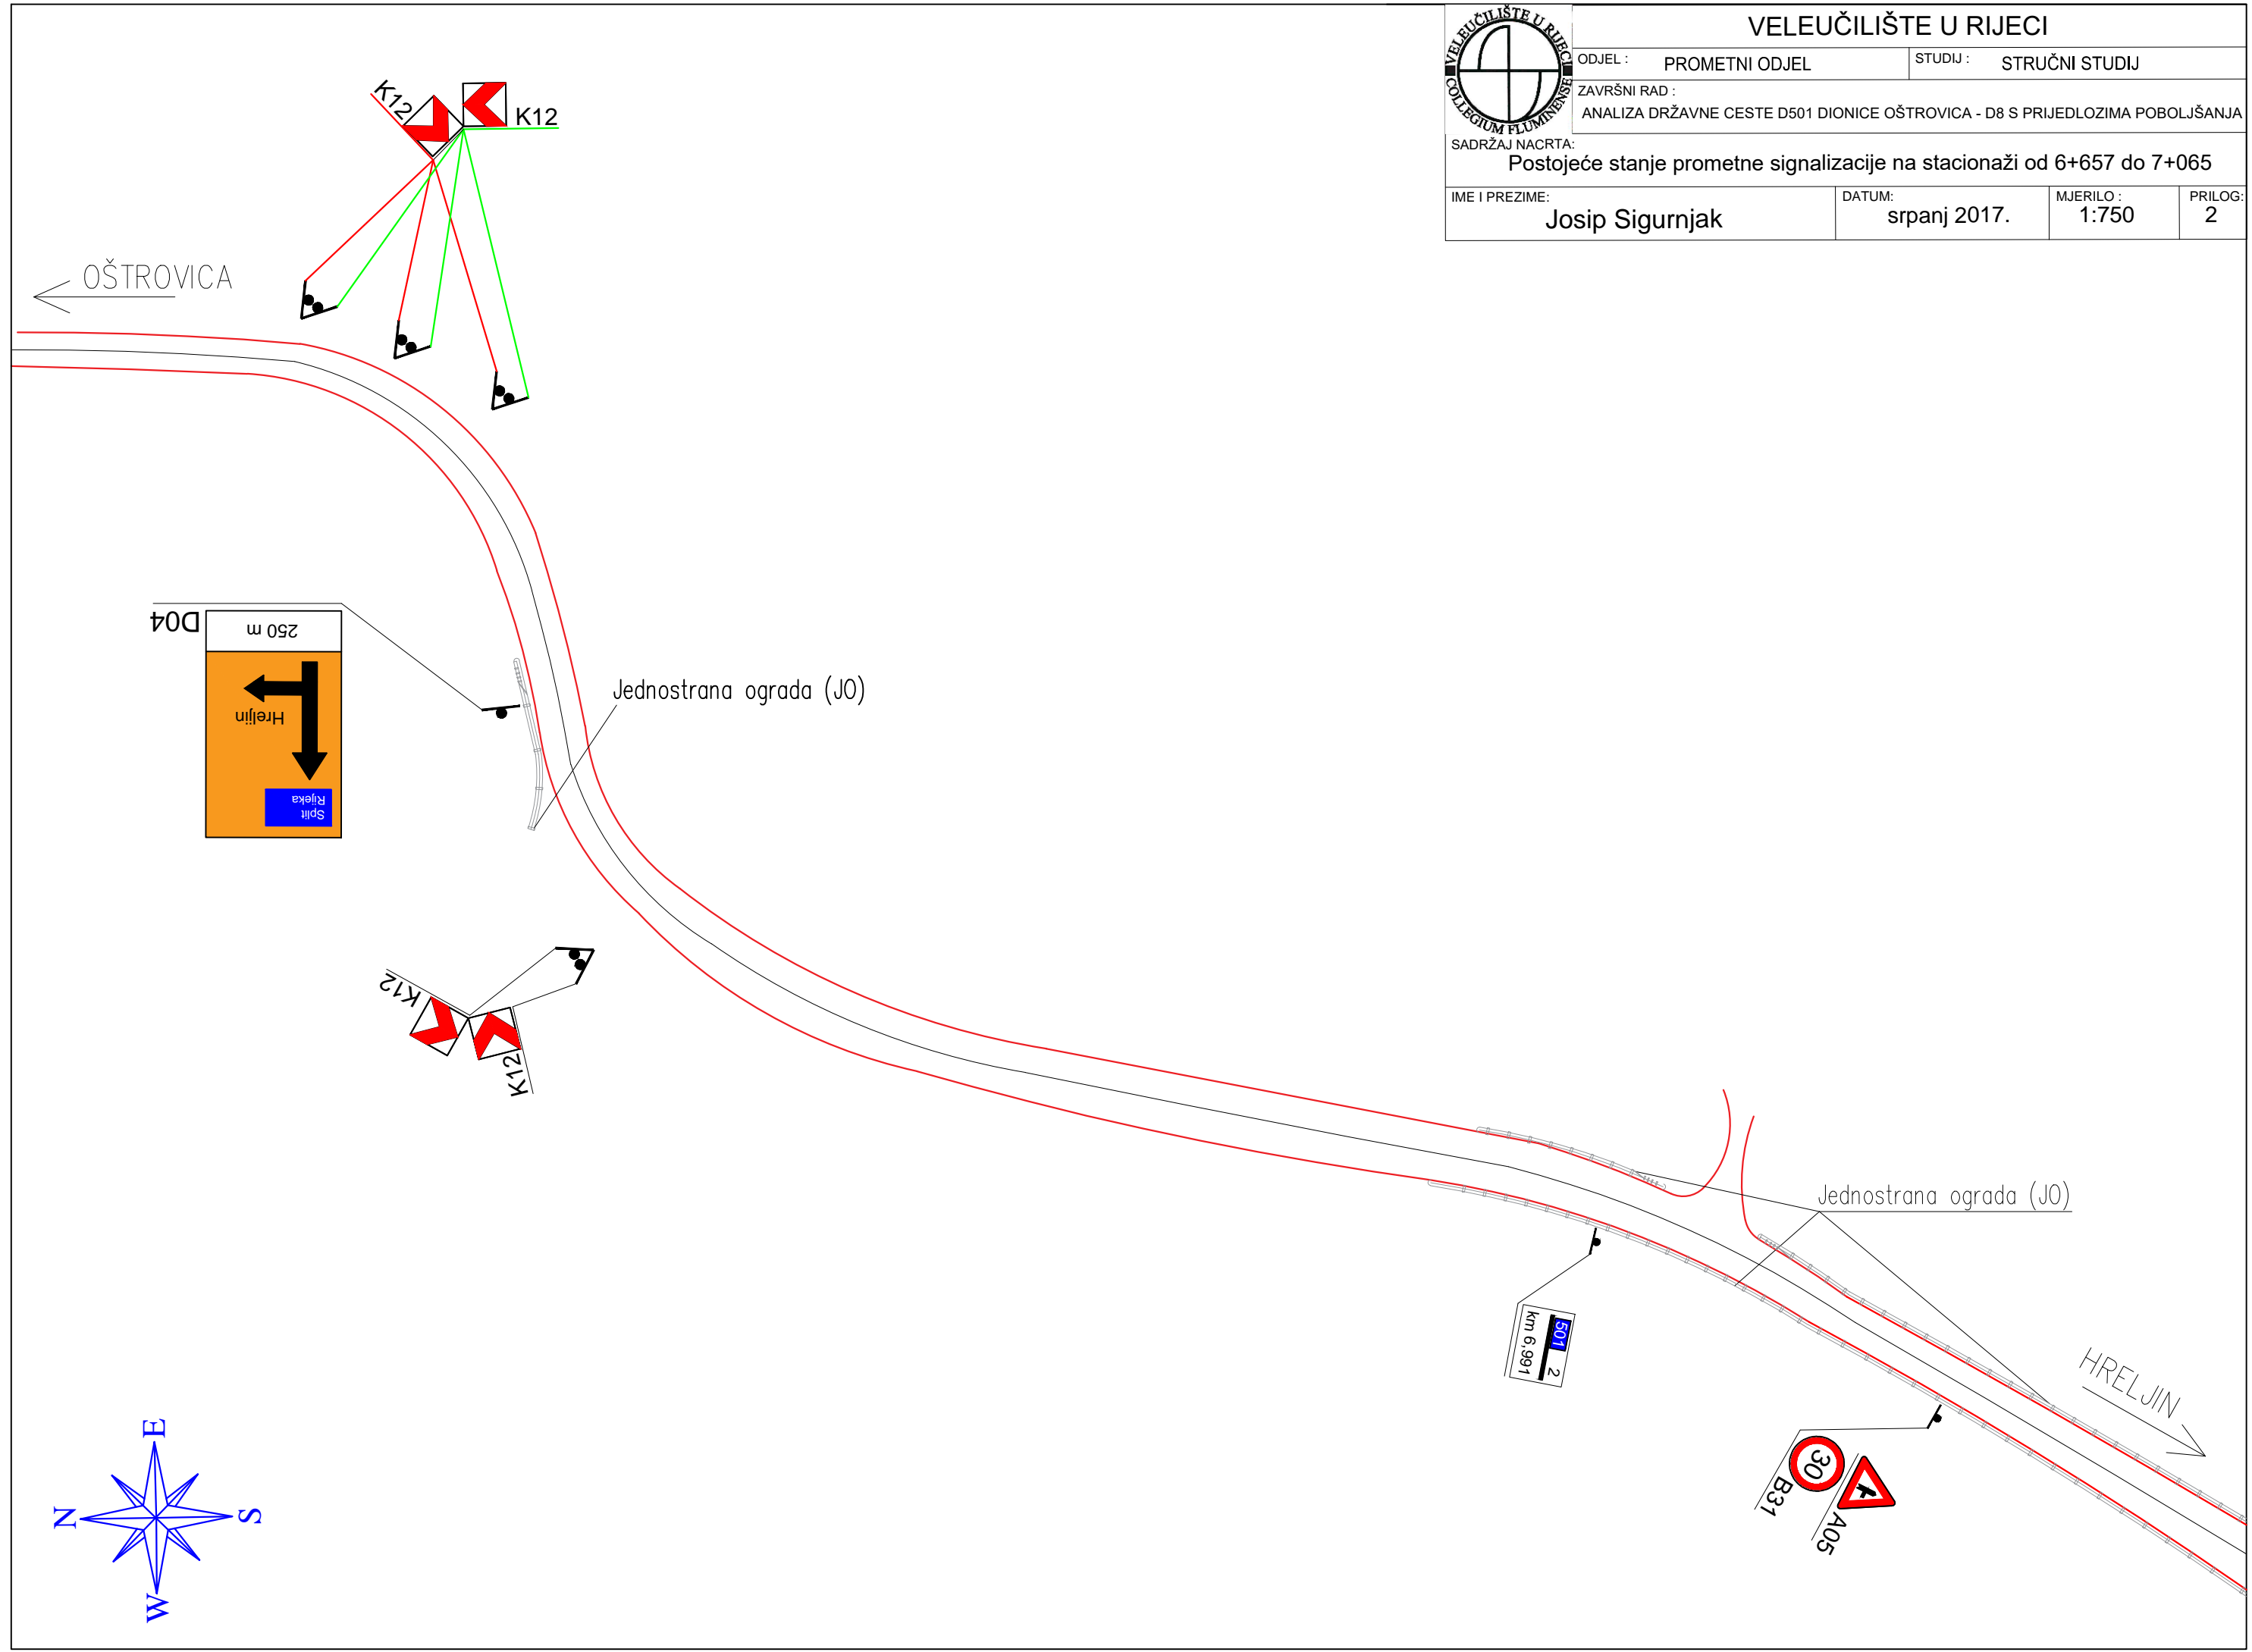 VELEUČILIŠTE U RIJECI
COLLEGIUM FLUMINENSE
VELEUČILIŠTE U RIJECI
ODJEL : PROMETNI ODJEL
STUDIJ : STRUČNI STUDIJ
ZAVRŠNI RAD :
ANALIZA DRŽAVNE CESTE D501 DIONICE OŠTROVICA - D8 S PRIJEDLOZIMA POBOLJŠANJA
SADRŽAJ NACRTA:
Postojeće stanje prometne signalizacije na stacionaži od 6+657 do 7+065
IME I PREZIME:
Josip Sigurnjak
DATUM:
srpanj 2017.
MJERILO :
1:750
PRILOG:
2
K12
K12
OŠTROVICA
D04
250 m
Hreljin
Split
Rijeka
Jednostrana ograda (JO)
K12
K12
Jednostrana ograda (JO)
501 2
km 6,991
HRELJIN
30
B31
A05
E
N
S
W